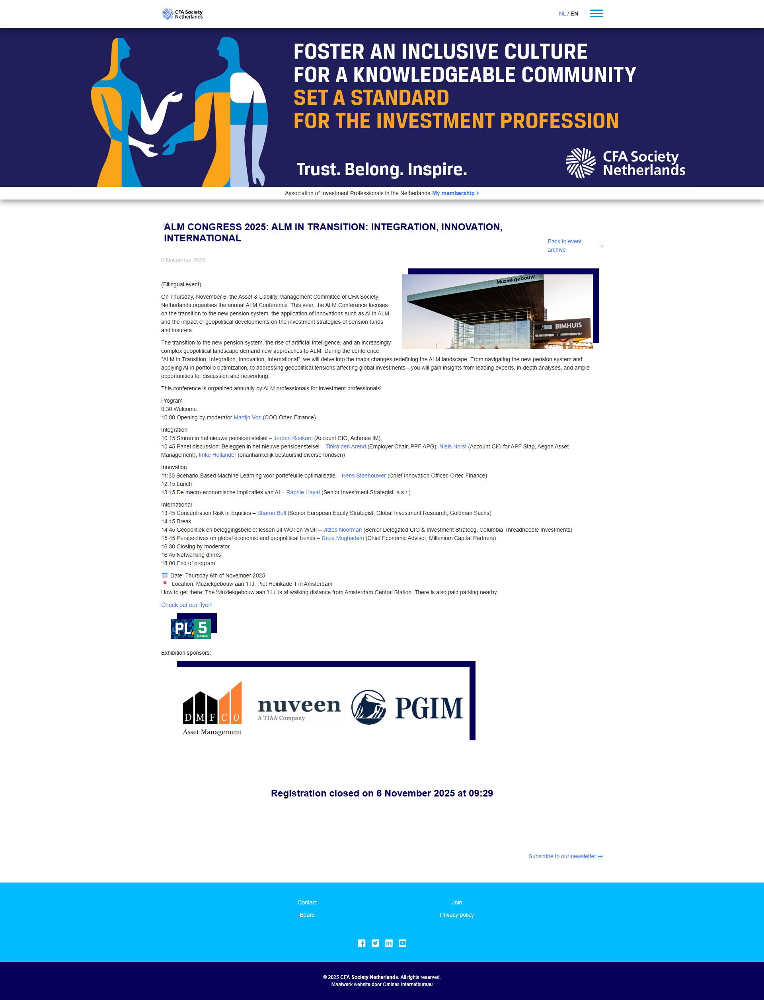 CFA Society
Netherlands
NL / EN
FOSTER AN INCLUSIVE CULTURE
FOR A KNOWLEDGEABLE COMMUNITY
SET A STANDARD
FOR THE INVESTMENT PROFESSION
Trust. Belong. Inspire.
CFA Society
Netherlands
Association of Investment Professionals in the Netherlands My membership
ALM CONGRESS 2025: ALM IN TRANSITION: INTEGRATION, INNOVATION,
INTERNATIONAL
Back to event
archive →
6 November 2025
Muziekgebouw
BIMHUIS
(Bilingual event)
On Thursday, November 6, the Asset & Liability Management Committee of CFA Society
Netherlands organises the annual ALM Conference. This year, the ALM Conference focuses
on the transition to the new pension system, the application of innovations such as AI in ALM,
and the impact of geopolitical developments on the investment strategies of pension funds
and insurers.
The transition to the new pension system, the rise of artificial intelligence, and an increasingly
complex geopolitical landscape demand new approaches to ALM. During the conference
“ALM in Transition: Integration, Innovation, International”, we will delve into the major changes redefining the ALM landscape. From navigating the new pension system and
applying AI in portfolio optimization, to addressing geopolitical tensions affecting global investments—you will gain insights from leading experts, in-depth analyses, and ample
opportunities for discussion and networking.
This conference is organized annually by ALM professionals for investment professionals!
Program
9:30 Welcome
10:00 Opening by moderator Martijn Vos (COO Ortec Finance)
Integration
10:15 Sturen in het nieuwe pensioenstelsel – Jeroen Roskam (Account CIO, Achmea IM)
10:45 Panel discussion: Beleggen in het nieuwe pensioenstelsel – Tinka den Arend (Employer Chair, PPF APG), Niels Horst (Account CIO for APF Stap, Aegon Asset
Management), Imke Hollander (onanhankelijk bestuurslid diverse fondsen)
Innovation
11:30 Scenario-Based Machine Learning voor portefeuille optimalisatie – Hens Steehouwer (Chief Innovation Officer, Ortec Finance)
12:15 Lunch
13:15 De macro-economische implicaties van AI – Raphie Hayat (Senior Investment Strategist, a.s.r.).
International
13:45 Concentration Risk in Equities – Sharon Bell (Senior European Equity Strategist, Global Investment Research, Goldman Sachs)
14:15 Break
14:45 Geopolitiek en beleggingsbeleid: lessen uit WOI en WOII – Jitzes Noorman (Senior Delegated CIO & Investment Strateeg, Columbia Threadneedle Investments)
15:45 Perspectives on global economic and geopolitical trends – Reza Moghadam (Chief Economic Advisor, Millenium Capital Partners)
16:30 Closing by moderator
16:45 Networking drinks
18:00 End of program
Date: Thursday 6th of November 2025
Location: Muziekgebouw aan ’t IJ, Piet Heinkade 1 in Amsterdam
How to get there: The 'Muziekgebouw aan ’t IJ' is at walking distance from Amsterdam Central Station. There is also paid parking nearby
Check out our flyer!
PL 5
CREDITS
Exhibition sponsors:
DMFCO
Asset Management
nuveen
A TIAA Company
PGIM
Registration closed on 6 November 2025 at 09:29
Subscribe to our newsletter →
Contact
Join
Board
Privacy policy
© 2025 CFA Society Netherlands. All rights reserved.
Maatwerk website door Omines Internetbureau